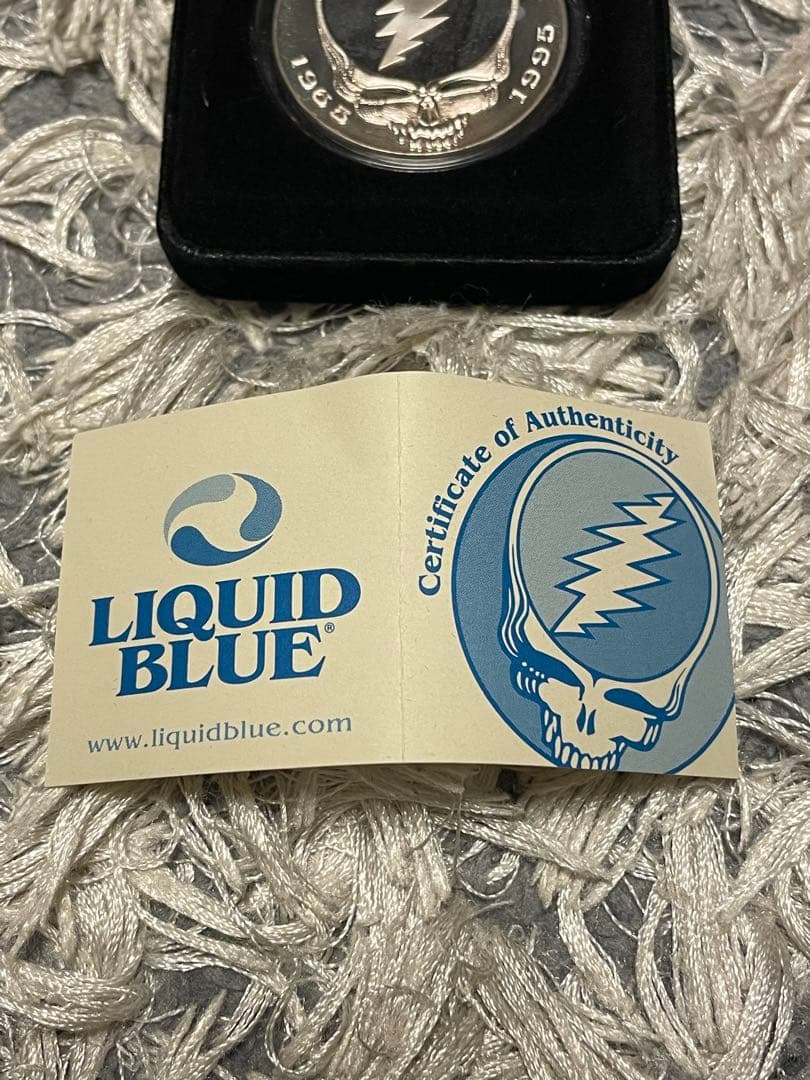 1965 1995
Certificate of Authenticity
LIQUID
BLUE®
www.liquidblue.com